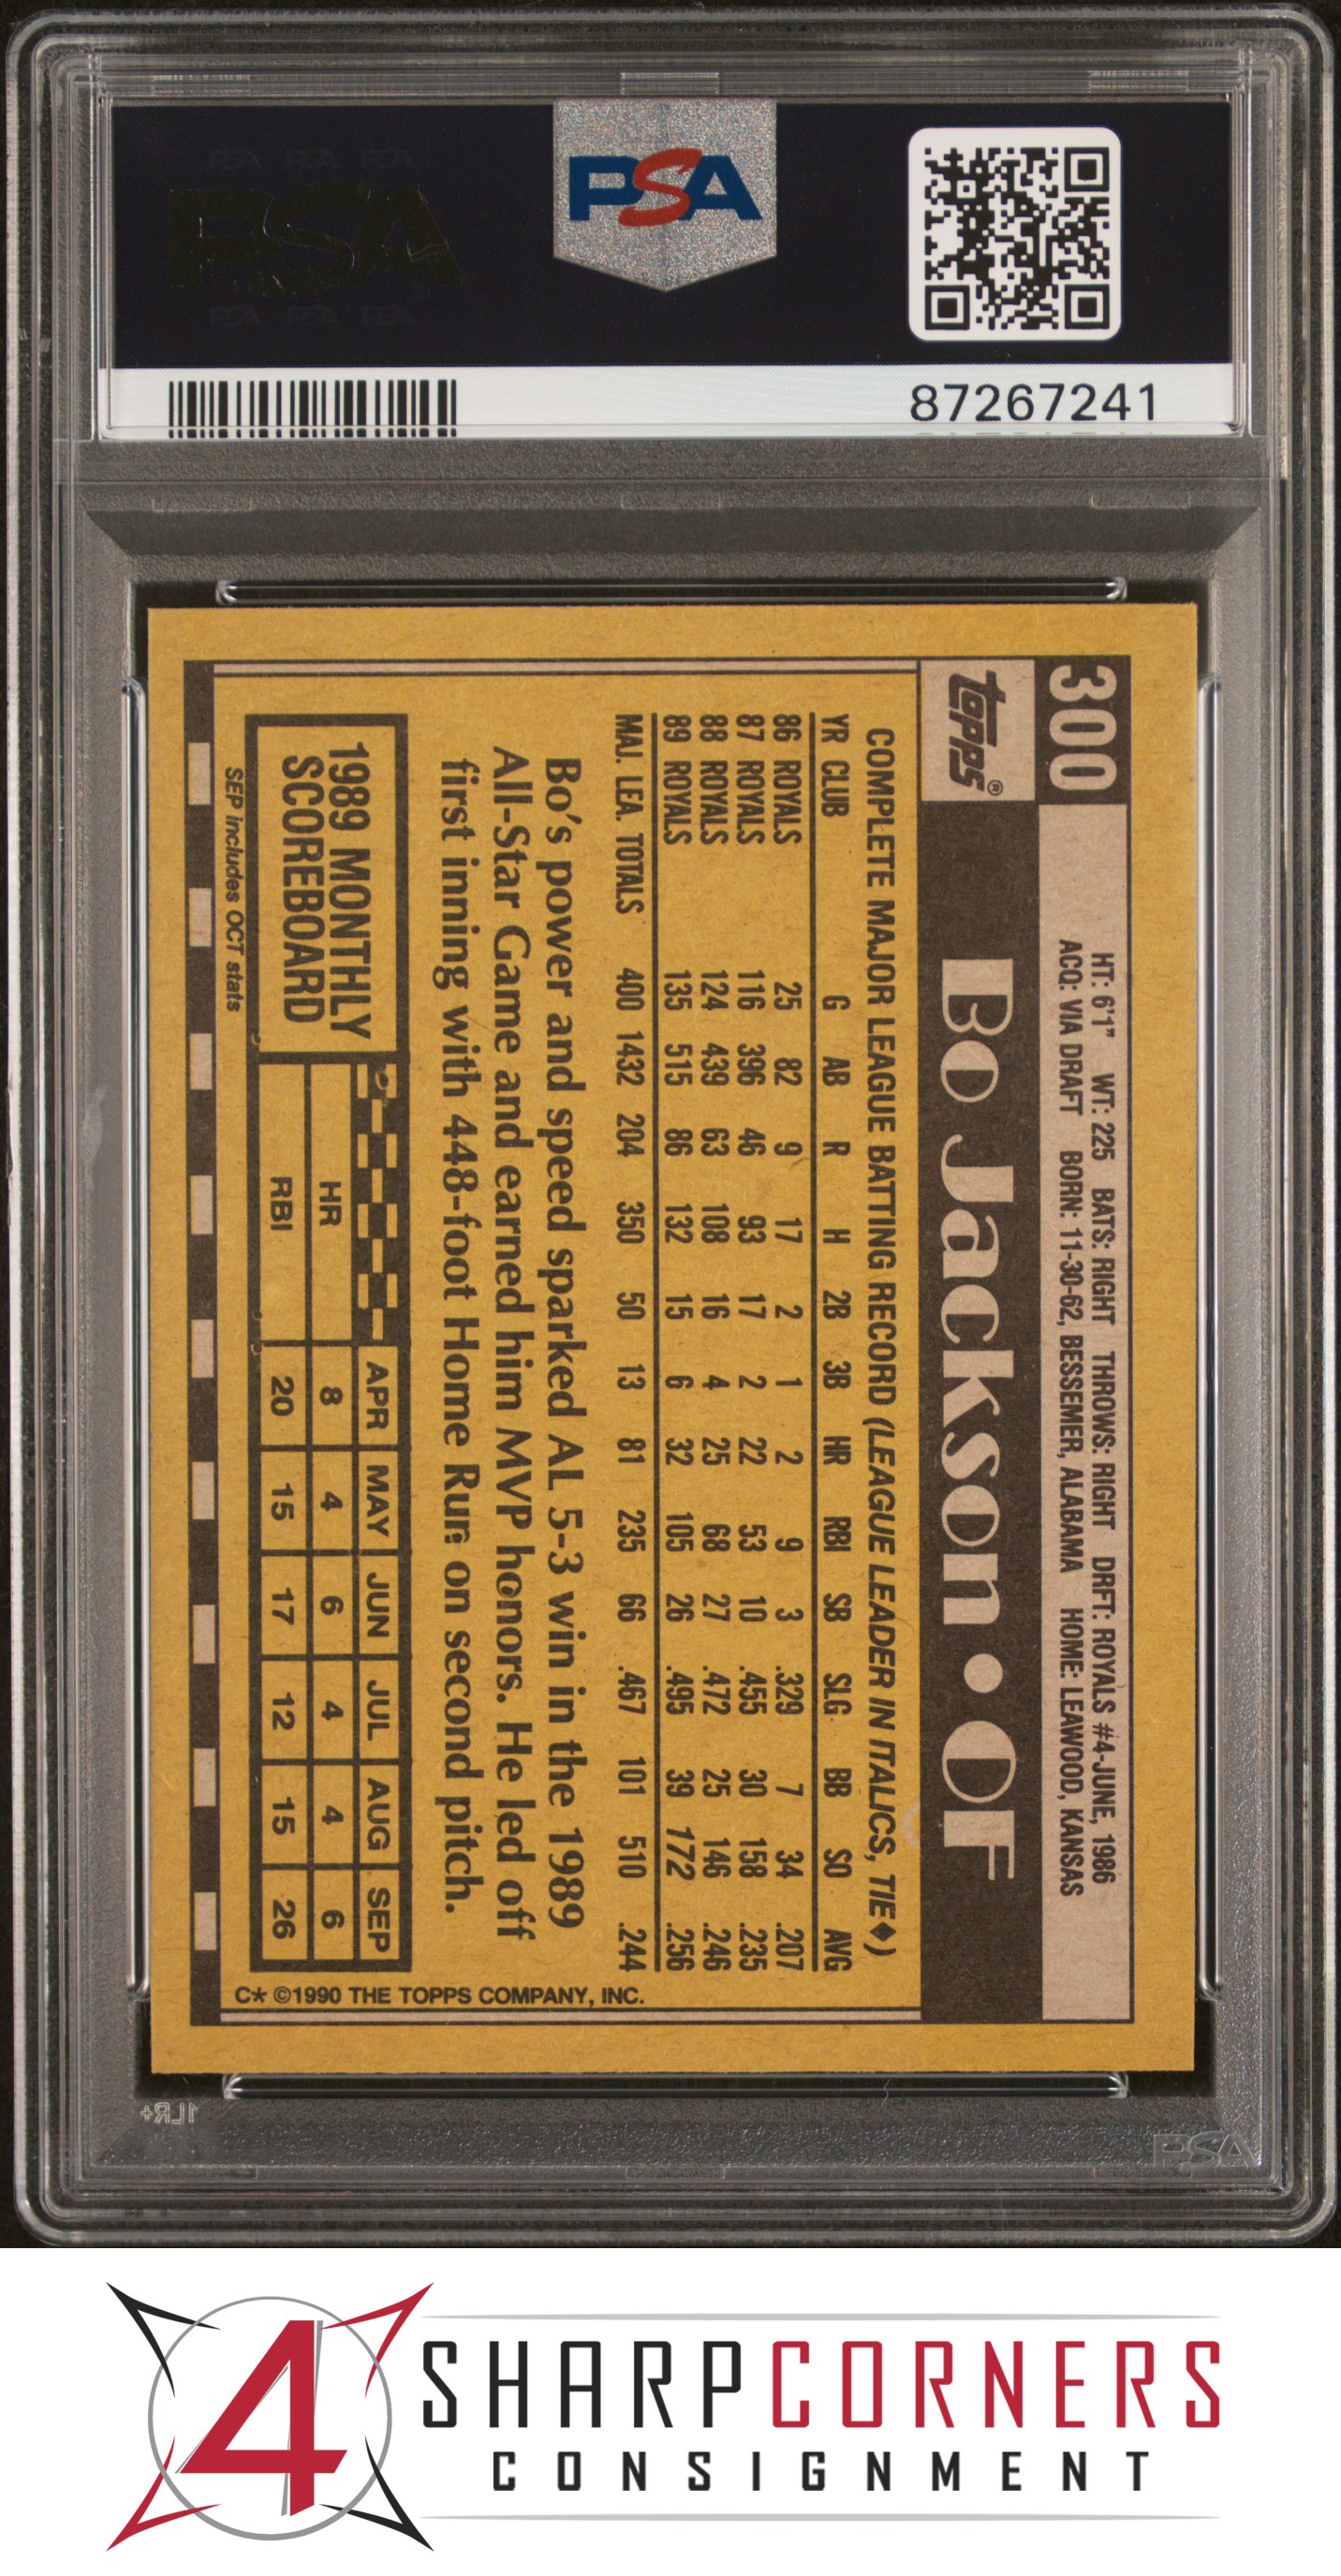 PSA PSA PSA
PSA
PSA PSA PSA
PSA
87267241
300
HT: 6'1" WT: 225 BATS: RIGHT THROWS: RIGHT DRFT: ROYALS #4-JUNE, 1986
ACQ: VIA DRAFT BORN: 11-30-62, BESSEMER, ALABAMA HOME: LEAWOOD, KANSAS
topps®
Bo Jackson • OF
COMPLETE MAJOR LEAGUE BATTING RECORD (LEAGUE LEADER IN ITALICS, TIE♦)
YR CLUB G AB R H 2B 3B HR RBI SB SLG BB SO AVG
86 ROYALS 25 82 9 17 2 1 2 9 3 .329 7 34 .207
87 ROYALS 116 396 46 93 17 2 22 53 10 .455 30 158 .235
88 ROYALS 124 439 63 108 16 4 25 68 27 .472 25 146 .246
89 ROYALS 135 515 86 132 15 6 32 105 26 .495 39 172 .256
MAJ. LEA. TOTALS 400 1432 204 350 50 13 81 235 66 .467 101 510 .244
Bo's power and speed sparked AL 5-3 win in the 1989
All-Star Game and earned him MVP honors. He led off
first inning with 448-foot Home Run on second pitch.
1989 MONTHLY
SCOREBOARD
APR MAY JUN JUL AUG SEP
HR 8 4 6 4 4 6
RBI 20 15 17 12 15 26
SEP includes OCT stats
C* ©1990 THE TOPPS COMPANY, INC.
1LR+
PSA
4
SHARPCORNERS
CONSIGNMENT